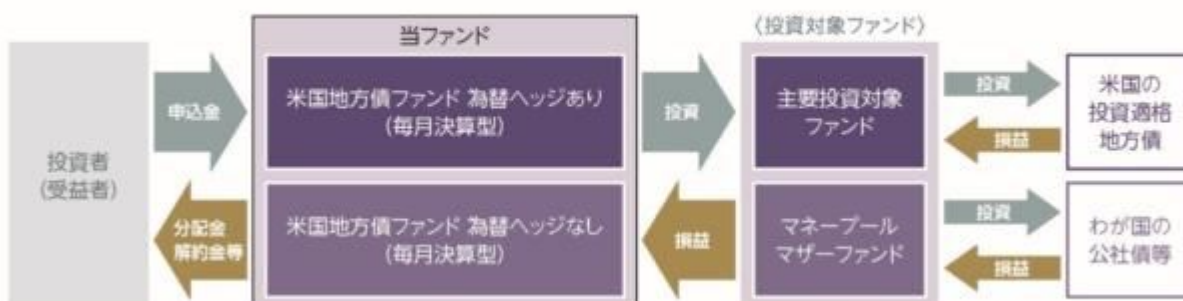 当ファンド
〈投資対象ファンド〉
投資者
(受益者)
申込金
分配金
解約金等
米国地方債ファンド 為替ヘッジあり
(毎月決算型)
米国地方債ファンド 為替ヘッジなし
(毎月決算型)
投資
損益
主要投資対象
ファンド
マネープール
マザーファンド
投資
損益
投資
損益
米国の
投資適格
地方債
わが国の
公社債等